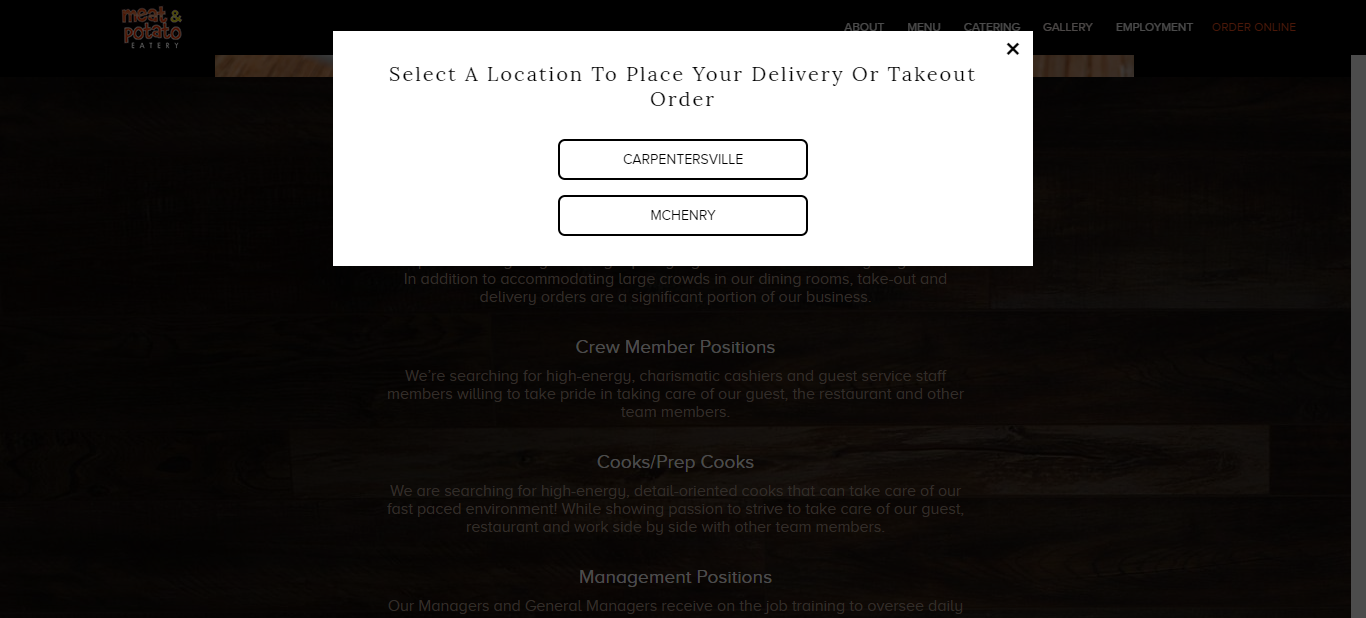 meat &
potato
EATERY
ABOUT MENU CATERING GALLERY EMPLOYMENT ORDER ONLINE
Select A Location To Place Your Delivery Or Takeout
Order
CARPENTERSVILLE
MCHENRY
In addition to accommodating large crowds in our dining rooms, take-out and
delivery orders are a significant portion of our business.
Crew Member Positions
We're searching for high-energy, charismatic cashiers and guest service staff
members willing to take pride in taking care of our guest, the restaurant and other
team members.
Cooks/Prep Cooks
We are searching for high-energy, detail-oriented cooks that can take care of our
fast paced environment! While showing passion to strive to take care of our guest,
restaurant and work side by side with other team members.
Management Positions
Our Managers and General Managers receive on the job training to oversee daily